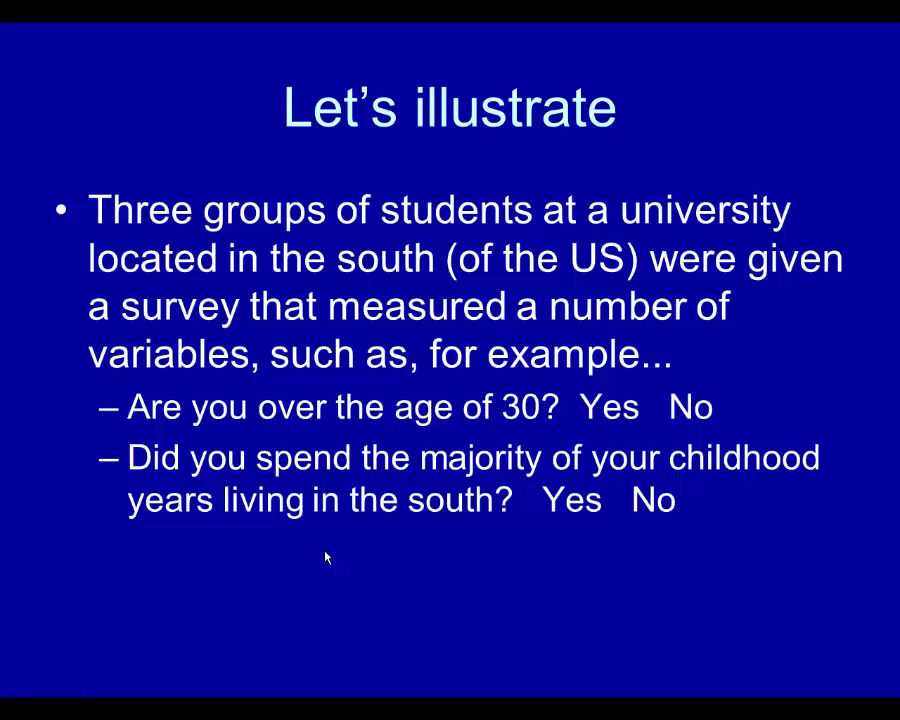 Let’s illustrate
• Three groups of students at a university
located in the south (of the US) were given
a survey that measured a number of
variables, such as, for example...
– Are you over the age of 30?  Yes   No
– Did you spend the majority of your childhood
years living in the south?   Yes   No